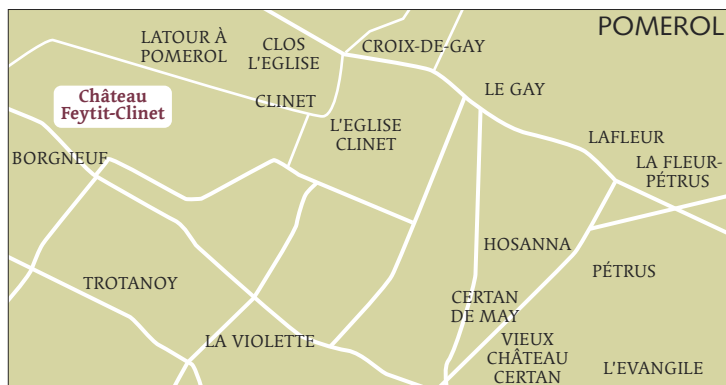 POMEROL
LATOUR À
POMEROL
CLOS
L'EGLISE
CROIX-DE-GAY
Château
Feytit-Clinet
CLINET
LE GAY
L'EGLISE
CLINET
LAFLEUR
BORGNEUF
LA FLEUR-
PÉTRUS
HOSANNA
PÉTRUS
TROTANOY
CERTAN
DE MAY
LA VIOLETTE
VIEUX
CHÂTEAU
CERTAN
L'EVANGILE